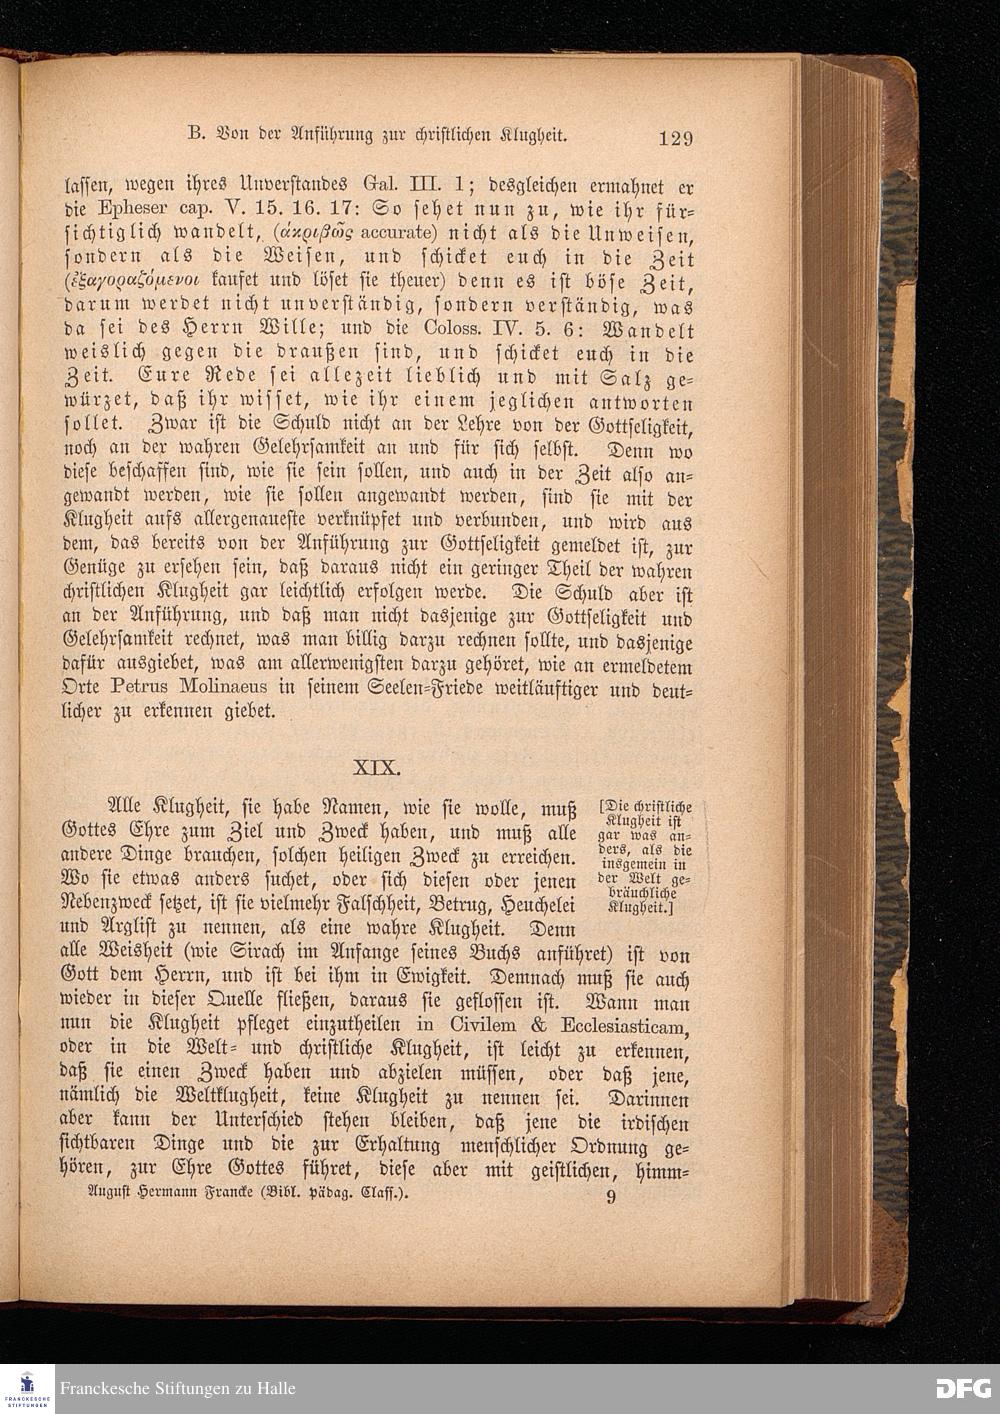 B. Von der Anführung zur christlichen Klugheit. 129
lassen, wegen ihres Unverstandes Gal. III. 1; desgleichen ermahnet er
die Epheser cap. V. 15. 16. 17: So sehet nun zu, wie ihr für-
sichtiglich wandelt, (ἀκριβῶς accurate) nicht als die Unweisen,
sondern als die Weisen, und schicket euch in die Zeit
(ἐξαγοραζόμενοι kaufet und löset sie theuer) denn es ist böse Zeit,
darum werdet nicht unverständig, sondern verständig, was
da sei des Herrn Wille; und die Coloss. IV. 5. 6: Wandelt
weislich gegen die draußen sind, und schicket euch in die
Zeit. Eure Rede sei allezeit lieblich und mit Salz ge-
würzet, daß ihr wisset, wie ihr einem jeglichen antworten
sollet. Zwar ist die Schuld nicht an der Lehre von der Gottseligkeit,
noch an der wahren Gelehrsamkeit an und für sich selbst. Denn wo
diese beschaffen sind, wie sie sein sollen, und auch in der Zeit also an-
gewandt werden, wie sie sollen angewandt werden, sind sie mit der
Klugheit aufs allergenaueste verknüpfet und verbunden, und wird aus
dem, das bereits von der Anführung zur Gottseligkeit gemeldet ist, zur
Genüge zu ersehen sein, daß daraus nicht ein geringer Theil der wahren
christlichen Klugheit gar leichtlich erfolgen werde. Die Schuld aber ist
an der Anführung, und daß man nicht dasjenige zur Gottseligkeit und
Gelehrsamkeit rechnet, was man billig darzu rechnen sollte, und dasjenige
dafür ausgiebet, was am allerwenigsten darzu gehöret, wie an ermeldetem
Orte Petrus Molinaeus in seinem Seelen-Friede weitläuftiger und deut-
licher zu erkennen giebet.
XIX.
Alle Klugheit, sie habe Namen, wie sie wolle, muß
Gottes Ehre zum Ziel und Zweck haben, und muß alle
andere Dinge brauchen, solchen heiligen Zweck zu erreichen.
Wo sie etwas anders suchet, oder sich diesen oder jenen
Nebenzweck setzet, ist sie vielmehr Falschheit, Betrug, Heuchelei
und Arglist zu nennen, als eine wahre Klugheit. Denn
[Die christliche
Klugheit ist
gar was an-
ders, als die
insgemein in
der Welt ge-
bräuchliche
Klugheit.]
alle Weisheit (wie Sirach im Anfange seines Buchs anführet) ist von
Gott dem Herrn, und ist bei ihm in Ewigkeit. Demnach muß sie auch
wieder in dieser Quelle fließen, daraus sie geflossen ist. Wann man
nun die Klugheit pfleget einzutheilen in Civilem & Ecclesiasticam,
oder in die Welt- und christliche Klugheit, ist leicht zu erkennen,
daß sie einen Zweck haben und abzielen müssen, oder daß jene,
nämlich die Weltklugheit, keine Klugheit zu nennen sei. Darinnen
aber kann der Unterschied stehen bleiben, daß jene die irdischen
sichtbaren Dinge und die zur Erhaltung menschlicher Ordnung ge-
hören, zur Ehre Gottes führet, diese aber mit geistlichen, himm-
August Hermann Francke (Bibl. pädag. Class.). 9
FRANCKESCHE
STIFTUNGEN
Franckesche Stiftungen zu Halle
DFG